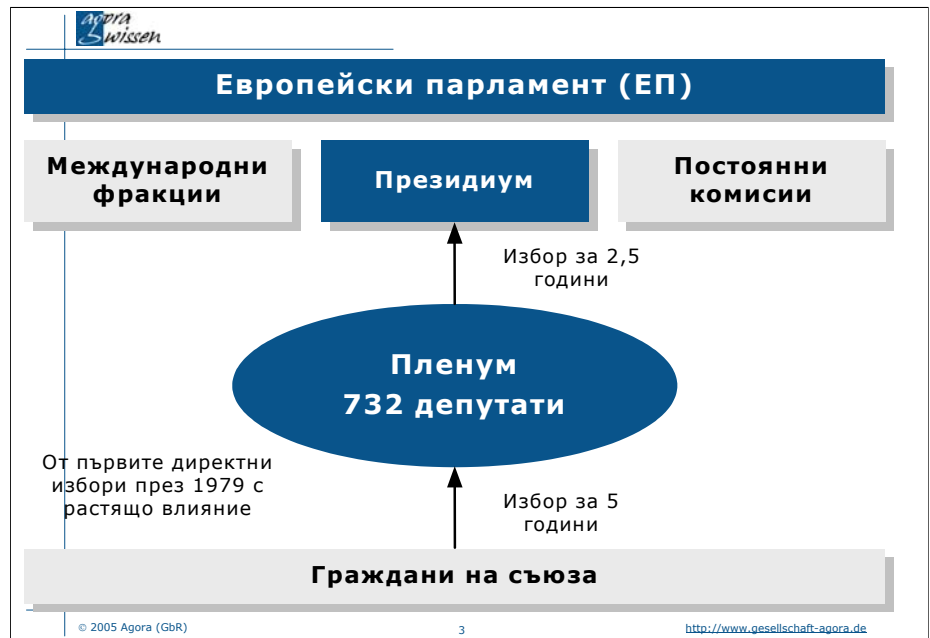 agora
wissen
Европейски парламент (ЕП)
Международни
фракции
Президиум
Постоянни
комисии
Избор за 2,5
години
Пленум
732 депутати
От първите директни
избори през 1979 с
растящо влияние
Избор за 5
години
Граждани на съюза
© 2005 Agora (GbR)
3
http://www.gesellschaft-agora.de